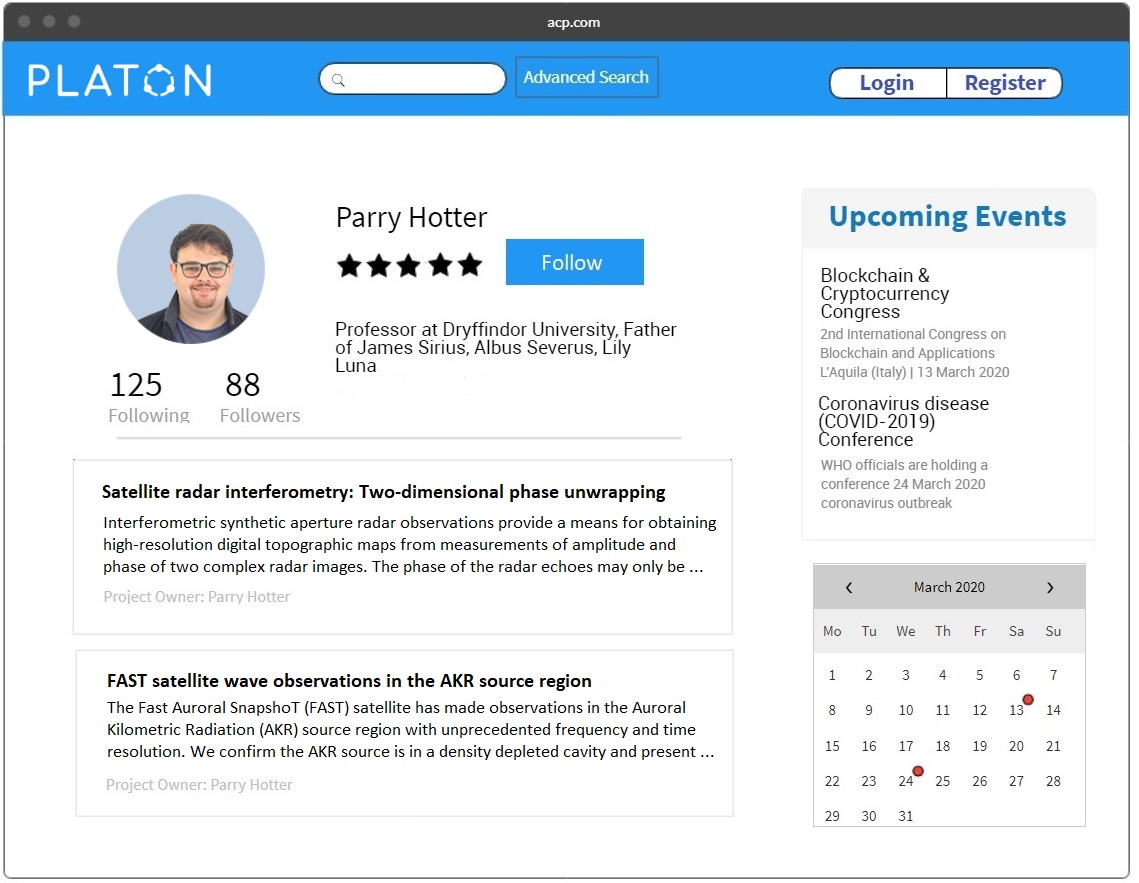 acp.com
PLATON
Advanced Search
Login
Register
Parry Hotter
Follow
Professor at Dryffindor University, Father
of James Sirius, Albus Severus, Lily
Luna
125
88
Following
Followers
Satellite radar interferometry: Two-dimensional phase unwrapping
Interferometric synthetic aperture radar observations provide a means for obtaining
high-resolution digital topographic maps from measurements of amplitude and
phase of two complex radar images. The phase of the radar echoes may only be ...
Project Owner: Parry Hotter
FAST satellite wave observations in the AKR source region
The Fast Auroral SnapshoT (FAST) satellite has made observations in the Auroral
Kilometric Radiation (AKR) source region with unprecedented frequency and time
resolution. We confirm the AKR source is in a density depleted cavity and present ...
Project Owner: Parry Hotter
Upcoming Events
Blockchain &
Cryptocurrency
Congress
2nd International Congress on
Blockchain and Applications
L'Aquila (Italy) | 13 March 2020
Coronavirus disease
(COVID-2019)
Conference
WHO officials are holding a
conference 24 March 2020
coronavirus outbreak
March 2020
Mo Tu We Th Fr Sa Su
1 2 3 4 5 6 7
8 9 10 11 12 13 14
15 16 17 18 19 20 21
22 23 24 25 26 27 28
29 30 31